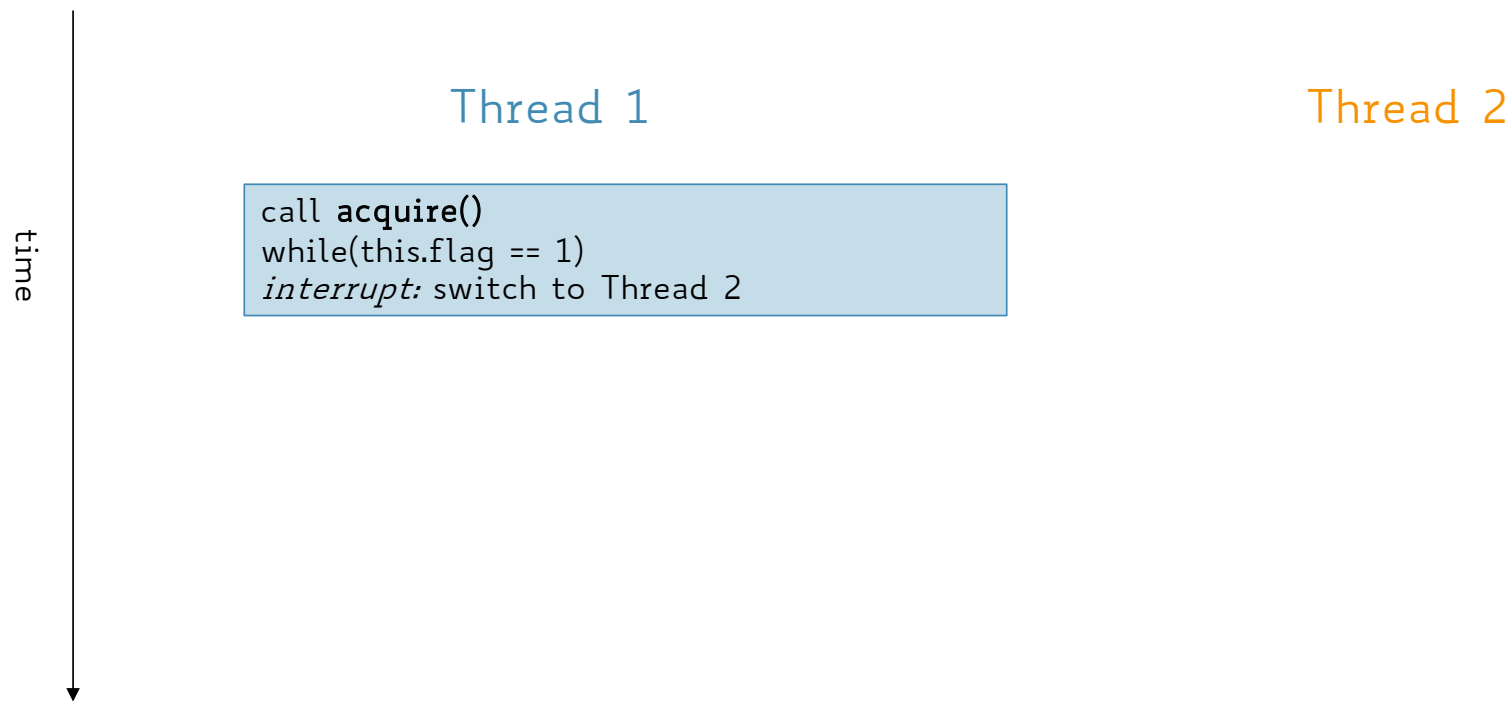 Thread 1
Thread 2
time
call acquire()
while(this.flag == 1)
interrupt: switch to Thread 2